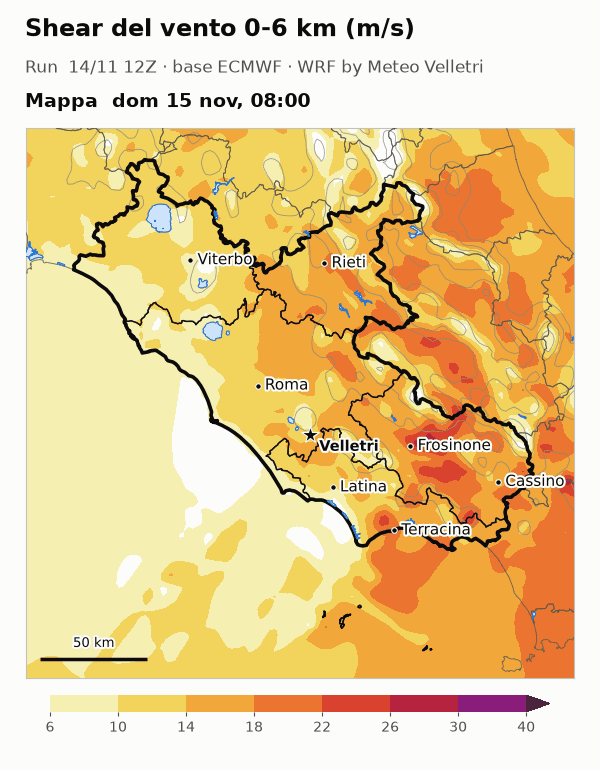 Shear del vento 0-6 km (m/s)
Run 14/11 12Z · base ECMWF · WRF by Meteo Velletri
Mappa dom 15 nov, 08:00
Viterbo
Rieti
Roma
Velletri
Frosinone
Latina
Cassino
Terracina
50 km
6 10 14 18 22 26 30 40